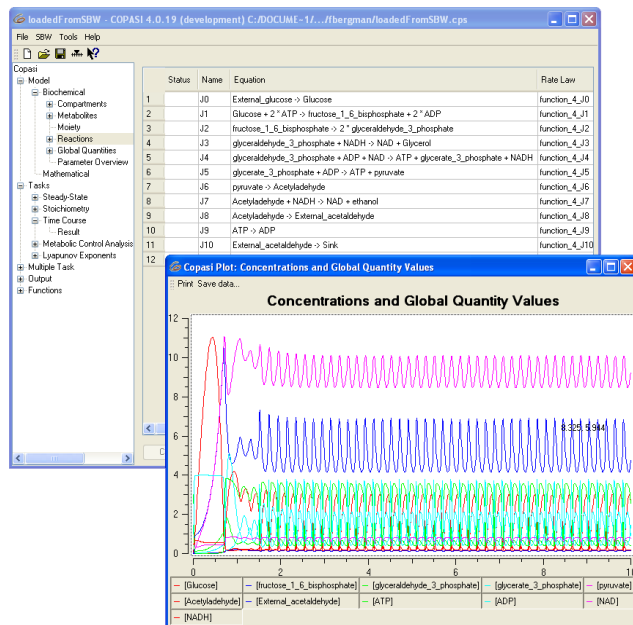 loadedFromSBW - COPASI 4.0.19 (development) C:/DOCUME~1/.../fbergman/loadedFromSBW.cps
File SBW Tools Help
Copasi
Model
Biochemical
Compartments
Metabolites
Moiety
Reactions
Global Quantities
Parameter Overview
Mathematical
Tasks
Steady-State
Stoichiometry
Time Course
Result
Metabolic Control Analysis
Lyapunov Exponents
Multiple Task
Output
Functions
Status Name Equation Rate Law
1 J0 External_glucose -> Glucose function_4_J0
2 J1 Glucose + 2 * ATP -> fructose_1_6_bisphosphate + 2 * ADP function_4_J1
3 J2 fructose_1_6_bisphosphate -> 2 * glyceraldehyde_3_phosphate function_4_J2
4 J3 glyceraldehyde_3_phosphate + NADH -> NAD + Glycerol function_4_J3
5 J4 glyceraldehyde_3_phosphate + ADP + NAD -> ATP + glycerate_3_phosphate + NADH function_4_J4
6 J5 glycerate_3_phosphate + ADP -> ATP + pyruvate function_4_J5
7 J6 pyruvate -> Acetyladehyde function_4_J6
8 J7 Acetyladehyde + NADH -> NAD + ethanol function_4_J7
9 J8 Acetyladehyde -> External_acetaldehyde function_4_J8
10 J9 ATP -> ADP function_4_J9
11 J10 External_acetaldehyde -> Sink function_4_J10
12
C
Copasi Plot: Concentrations and Global Quantity Values
Print Save data...
Concentrations and Global Quantity Values
12
10
8
6
4
2
0
8.325, 5.944
0 2 4 6 8 10
[Glucose] [fructose_1_6_bisphosphate] [glyceraldehyde_3_phosphate] [glycerate_3_phosphate] [pyruvate]
[Acetyladehyde] [External_acetaldehyde] [ATP] [ADP] [NAD]
[NADH]